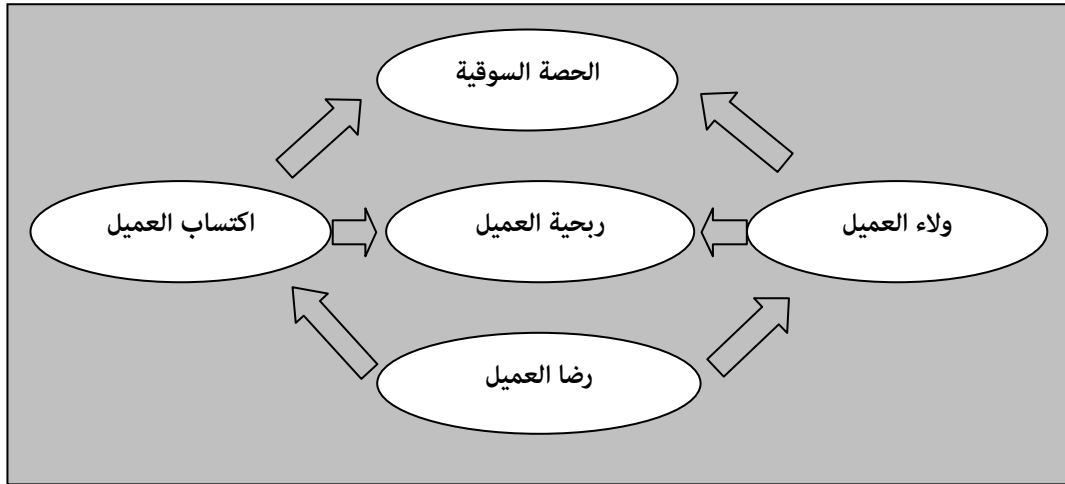 الحصة السوقية
ولاء العميل
ربحية العميل
اكتساب العميل
رضا العميل